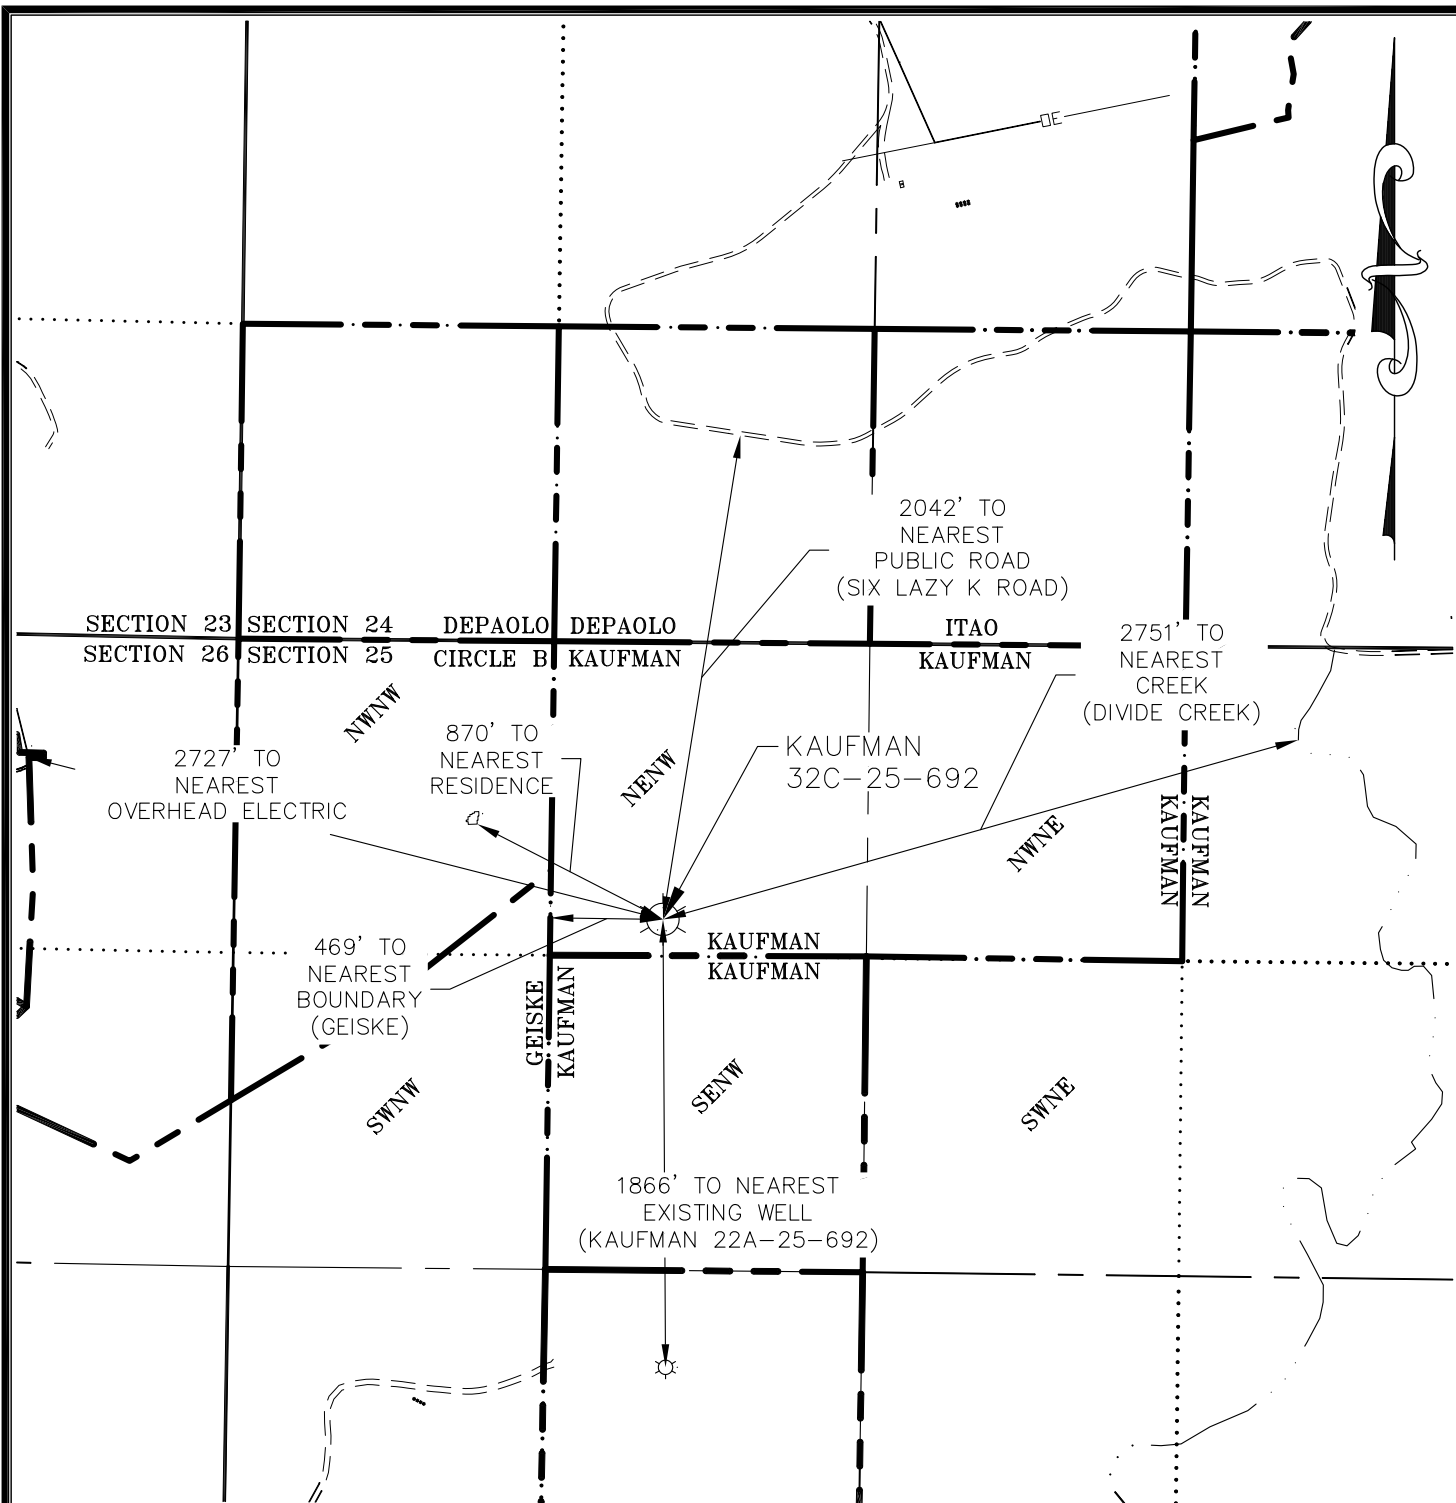 E
2042' TO
NEAREST
PUBLIC ROAD
(SIX LAZY K ROAD)
SECTION 23
SECTION 24
DEPAOLO
DEPAOLO
ITAO
SECTION 26
SECTION 25
CIRCLE B
KAUFMAN
KAUFMAN
2751' TO
NEAREST
CREEK
(DIVIDE CREEK)
NWNW
870' TO
NEAREST
RESIDENCE
NENW
KAUFMAN
32C-25-692
2727' TO
NEAREST
OVERHEAD ELECTRIC
NWNE
KAUFMAN
KAUFMAN
469' TO
NEAREST
BOUNDARY
(GEISKE)
KAUFMAN
KAUFMAN
GEISKE
KAUFMAN
SWNW
SENW
SWNE
1866' TO NEAREST
EXISTING WELL
(KAUFMAN 22A-25-692)